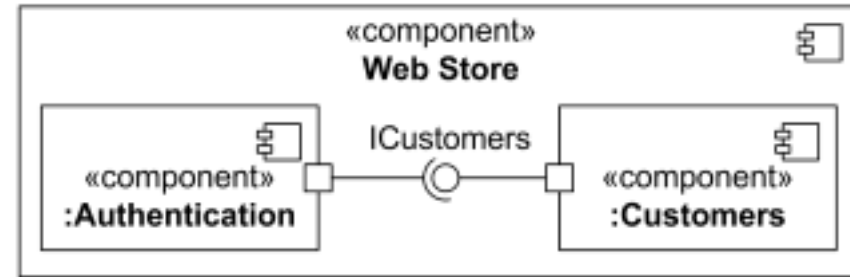 «component»
Web Store
ICustomers
«component»
:Authentication
«component»
:Customers